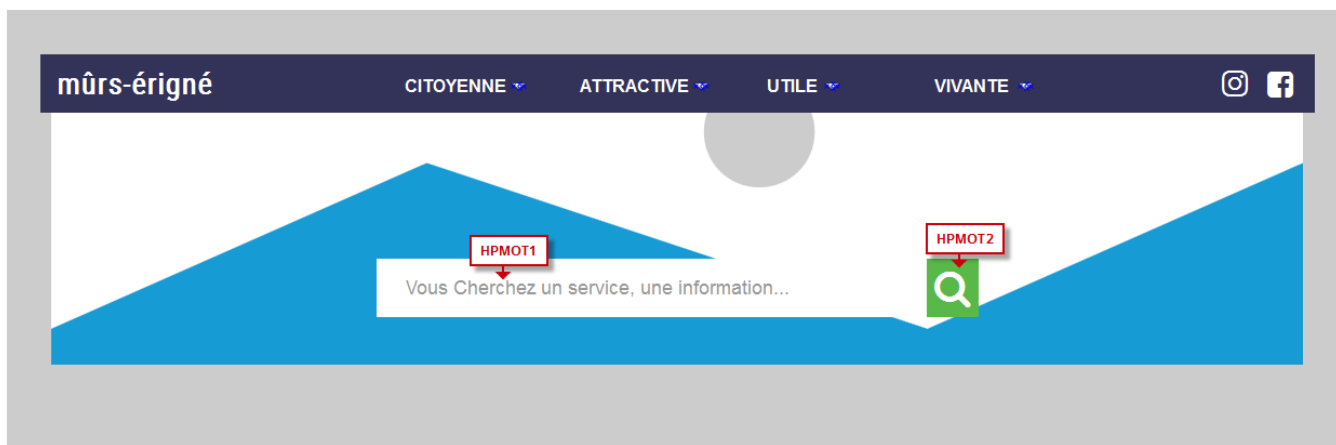 mûrs-érigné CITOYENNE ATTRACTIVE UTILE VIVANTE
HPMOT1 HPMOT2
Vous Cherchez un service, une information...